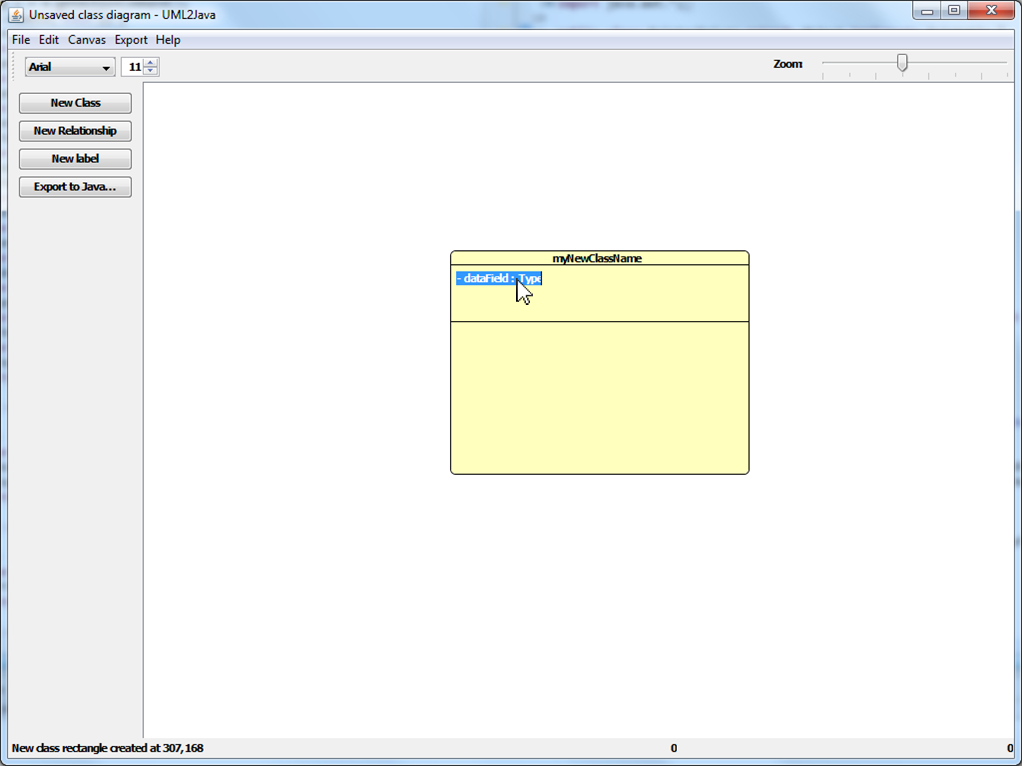 Unsaved class diagram - UML2Java
File Edit Canvas Export Help
Arial 11 Zoom
New Class
New Relationship
New label
Export to Java...
myNewClassName
- dataField : Type
New class rectangle created at 307,168 0 0